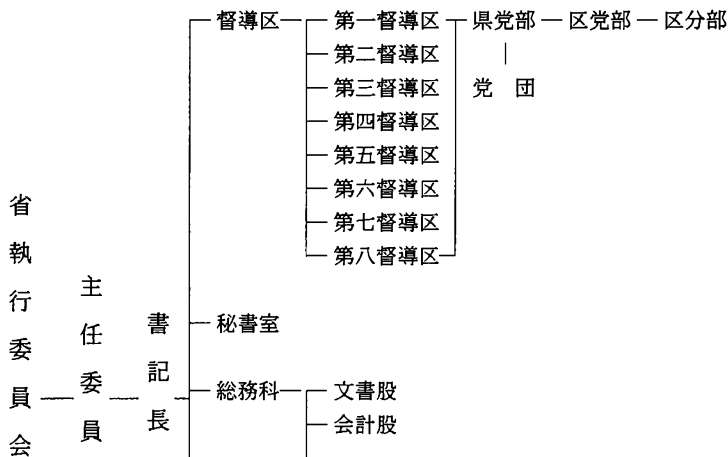 督導区 第一督導区 県党部 区党部 区分部
第二督導区
第三督導区 党団
第四督導区
第五督導区
第六督導区
第七督導区
第八督導区
省執行委員会
主任委員
書記長
秘書室
総務科 文書股
会計股